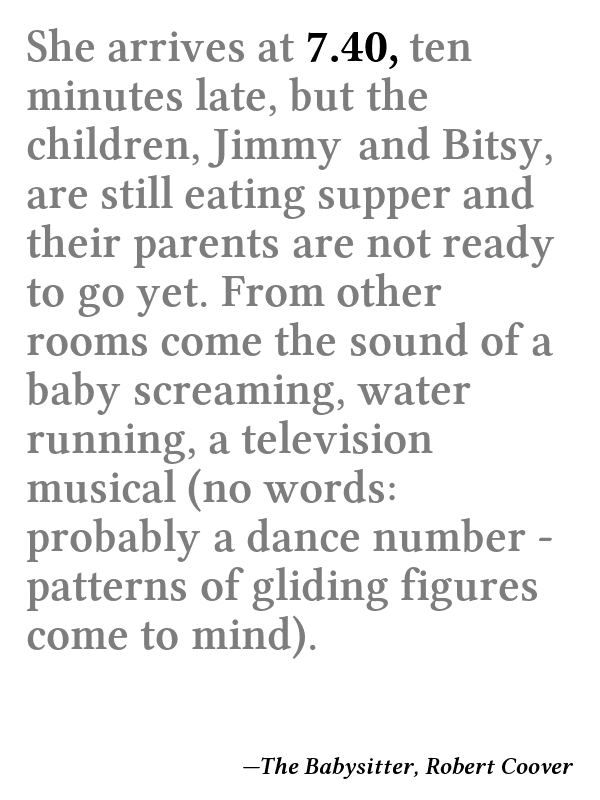 She arrives at 7.40, ten
minutes late, but the
children, Jimmy and Bitsy,
are still eating supper and
their parents are not ready
to go yet. From other
rooms come the sound of a
baby screaming, water
running, a television
musical (no words:
probably a dance number -
patterns of gliding figures
come to mind).
—The Babysitter, Robert Coover